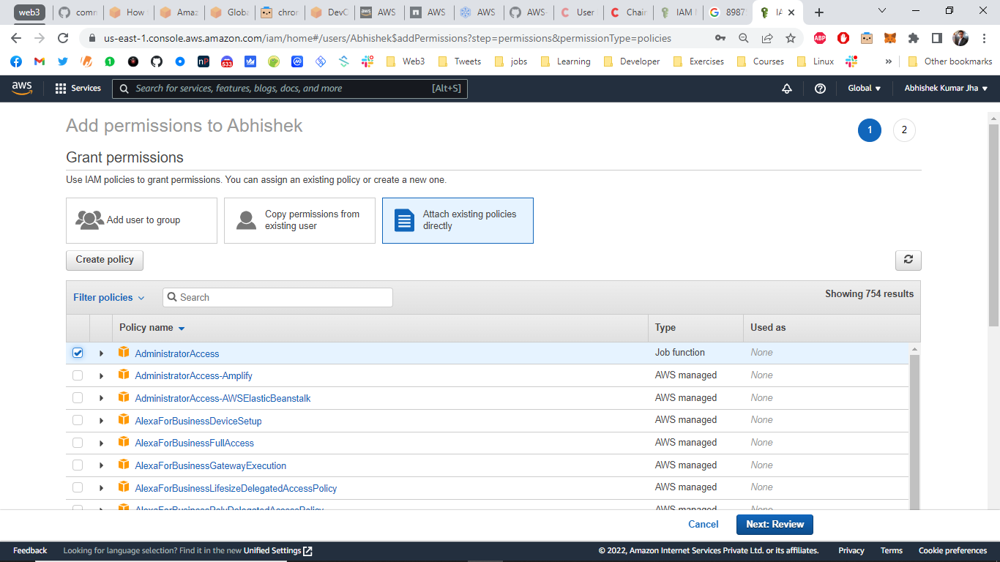 web3
comn
How
Amaz
Globa
chror
DevC
AWS
AWS
AWS
AWS-
User
Chair
IAM I
8987
IA
us-east-1.console.aws.amazon.com/iam/home#/users/Abhishek$addPermissions?step=permissions&permissionType=policies
ABP
1
nP
533
Web3
Tweets
jobs
Learning
Developer
Exercises
Courses
Linux
»
Other bookmarks
aws
Services
Search for services, features, blogs, docs, and more
[Alt+S]
Global
Abhishek Kumar Jha
Add permissions to Abhishek
1
2
Grant permissions
Use IAM policies to grant permissions. You can assign an existing policy or create a new one.
Add user to group
Copy permissions from
existing user
Attach existing policies
directly
Create policy
Filter policies
Search
Showing 754 results
Policy name
Type
Used as
AdministratorAccess
Job function
None
AdministratorAccess-Amplify
AWS managed
None
AdministratorAccess-AWSElasticBeanstalk
AWS managed
None
AlexaForBusinessDeviceSetup
AWS managed
None
AlexaForBusinessFullAccess
AWS managed
None
AlexaForBusinessGatewayExecution
AWS managed
None
AlexaForBusinessLifesizeDelegatedAccessPolicy
AWS managed
None
AlexaForBusinessPolyDelegatedAccessPolicy
AWS managed
None
Cancel
Next: Review
Feedback
Looking for language selection? Find it in the new Unified Settings
© 2022, Amazon Internet Services Private Ltd. or its affiliates.
Privacy
Terms
Cookie preferences